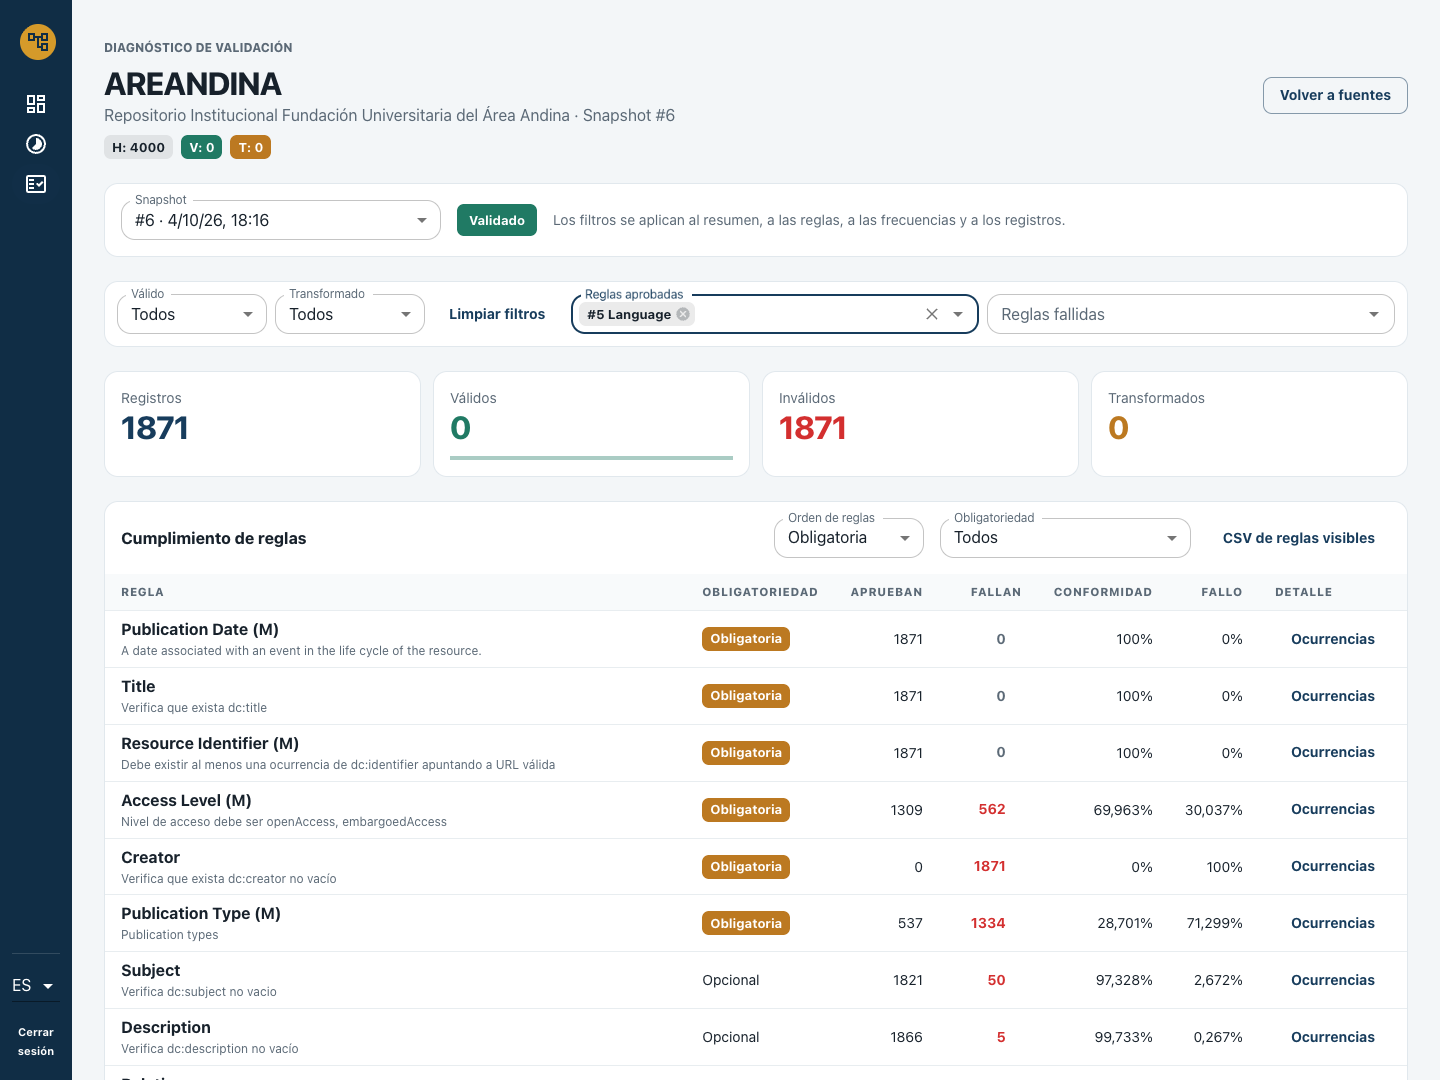 DIAGNÓSTICO DE VALIDACIÓN
AREANDINA
Repositorio Institucional Fundación Universitaria del Área Andina · Snapshot #6
H: 4000 V: 0 T: 0
Volver a fuentes
Snapshot
#6 · 4/10/26, 18:16
Validado
Los filtros se aplican al resumen, a las reglas, a las frecuencias y a los registros.
Válido
Todos
Transformado
Todos
Limpiar filtros
Reglas aprobadas
#5 Language
Reglas fallidas
Registros
1871
Válidos
0
Inválidos
1871
Transformados
0
Cumplimiento de reglas
Orden de reglas
Obligatoria
Obligatoriedad
Todos
CSV de reglas visibles
REGLA OBLIGATORIEDAD APRUEBAN FALLAN CONFORMIDAD FALLO DETALLE
Publication Date (M)
A date associated with an event in the life cycle of the resource.
Obligatoria 1871 0 100% 0% Ocurrencias
Title
Verifica que exista dc:title
Obligatoria 1871 0 100% 0% Ocurrencias
Resource Identifier (M)
Debe existir al menos una ocurrencia de dc:identifier apuntando a URL válida
Obligatoria 1871 0 100% 0% Ocurrencias
Access Level (M)
Nivel de acceso debe ser openAccess, embargoedAccess
Obligatoria 1309 562 69,963% 30,037% Ocurrencias
Creator
Verifica que exista dc:creator no vacío
Obligatoria 0 1871 0% 100% Ocurrencias
Publication Type (M)
Publication types
Obligatoria 537 1334 28,701% 71,299% Ocurrencias
Subject
Verifica dc:subject no vacio
Opcional 1821 50 97,328% 2,672% Ocurrencias
Description
Verifica dc:description no vacío
Opcional 1866 5 99,733% 0,267% Ocurrencias
ES
Cerrar
sesión